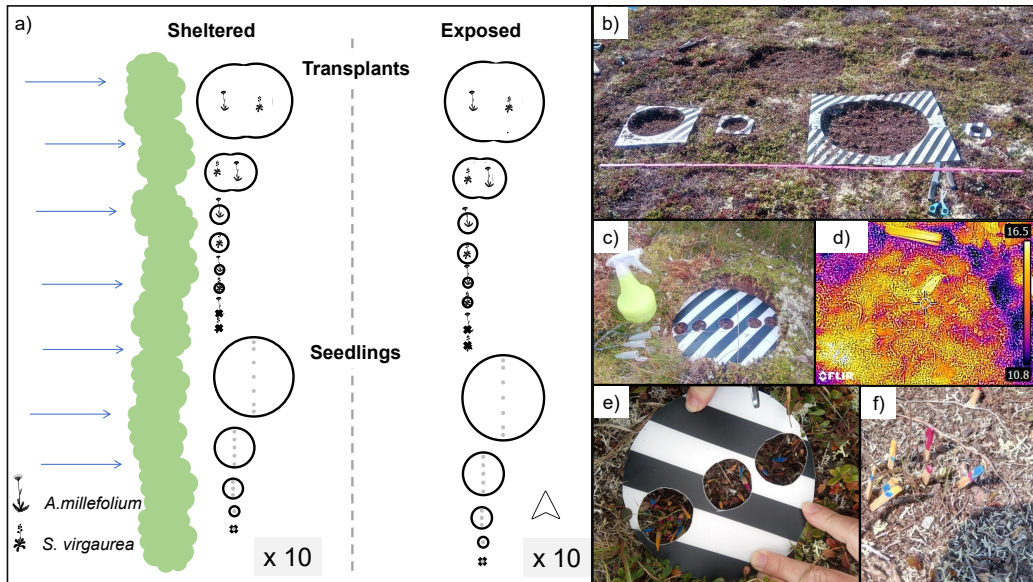 a)
Sheltered
Exposed
Transplants
Seedlings
A.millefolium
S. virgaurea
x 10
x 10
b)
c)
d)
16.5
10.8
FLIR
e)
f)